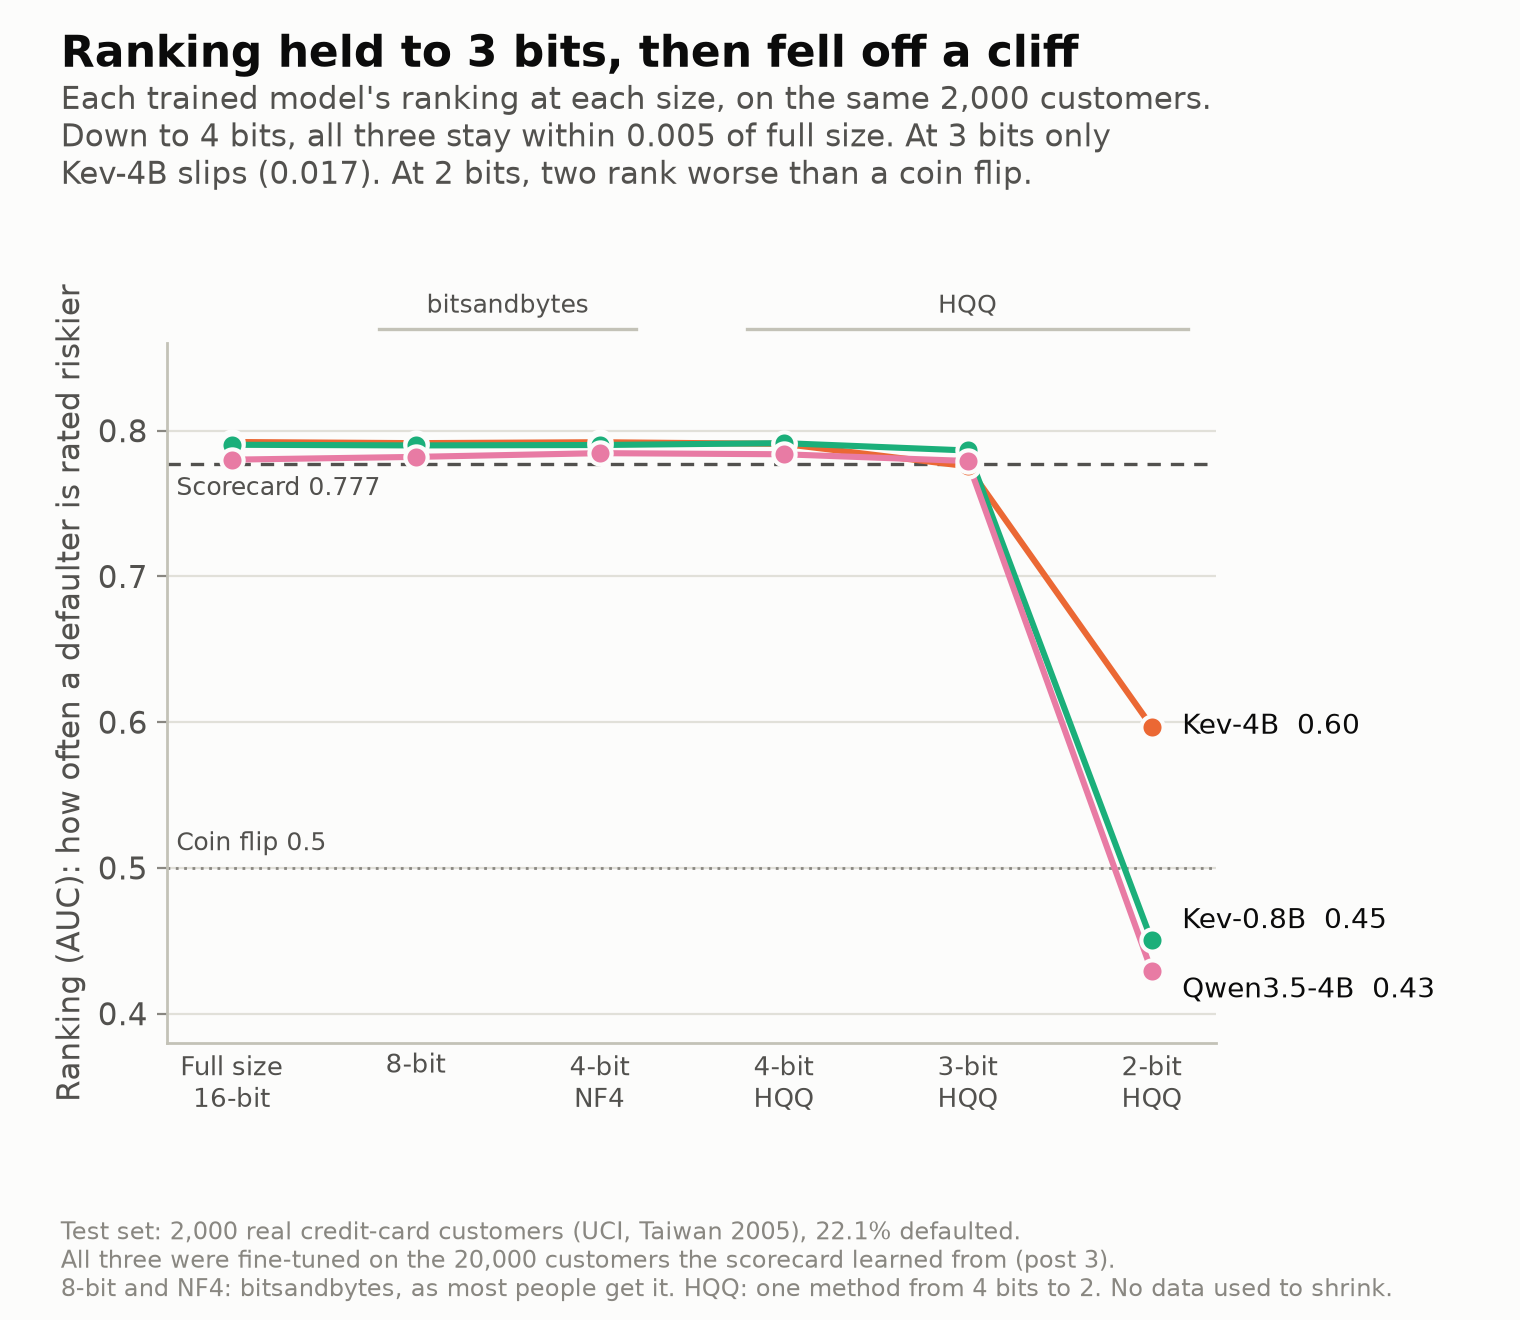 Ranking held to 3 bits, then fell off a cliff
Each trained model's ranking at each size, on the same 2,000 customers.
Down to 4 bits, all three stay within 0.005 of full size. At 3 bits only
Kev-4B slips (0.017). At 2 bits, two rank worse than a coin flip.
bitsandbytes
HQQ
Ranking (AUC): how often a defaulter is rated riskier
0.8
Scorecard 0.777
0.7
0.6
Kev-4B 0.60
Coin flip 0.5
0.5
Kev-0.8B 0.45
Qwen3.5-4B 0.43
0.4
Full size
16-bit
8-bit
4-bit
NF4
4-bit
HQQ
3-bit
HQQ
2-bit
HQQ
Test set: 2,000 real credit-card customers (UCI, Taiwan 2005), 22.1% defaulted.
All three were fine-tuned on the 20,000 customers the scorecard learned from (post 3).
8-bit and NF4: bitsandbytes, as most people get it. HQQ: one method from 4 bits to 2. No data used to shrink.